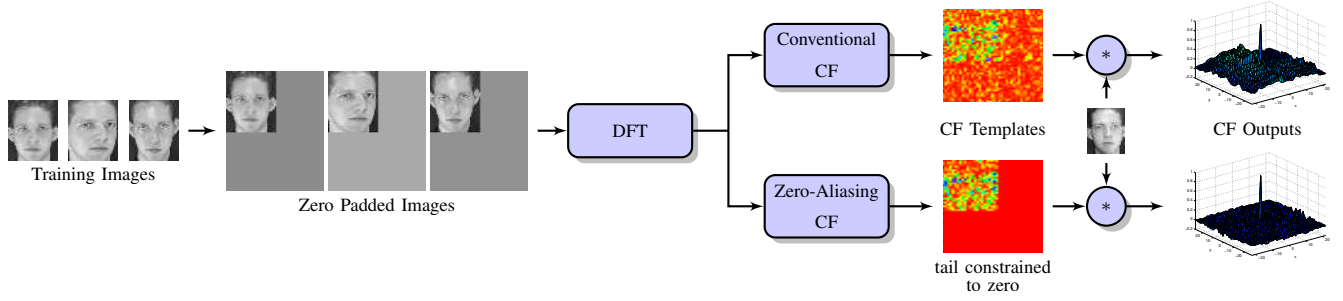 Training Images
Zero Padded Images
DFT
Conventional
CF
Zero-Aliasing
CF
CF Templates
tail constrained
to zero
*
*
CF Outputs